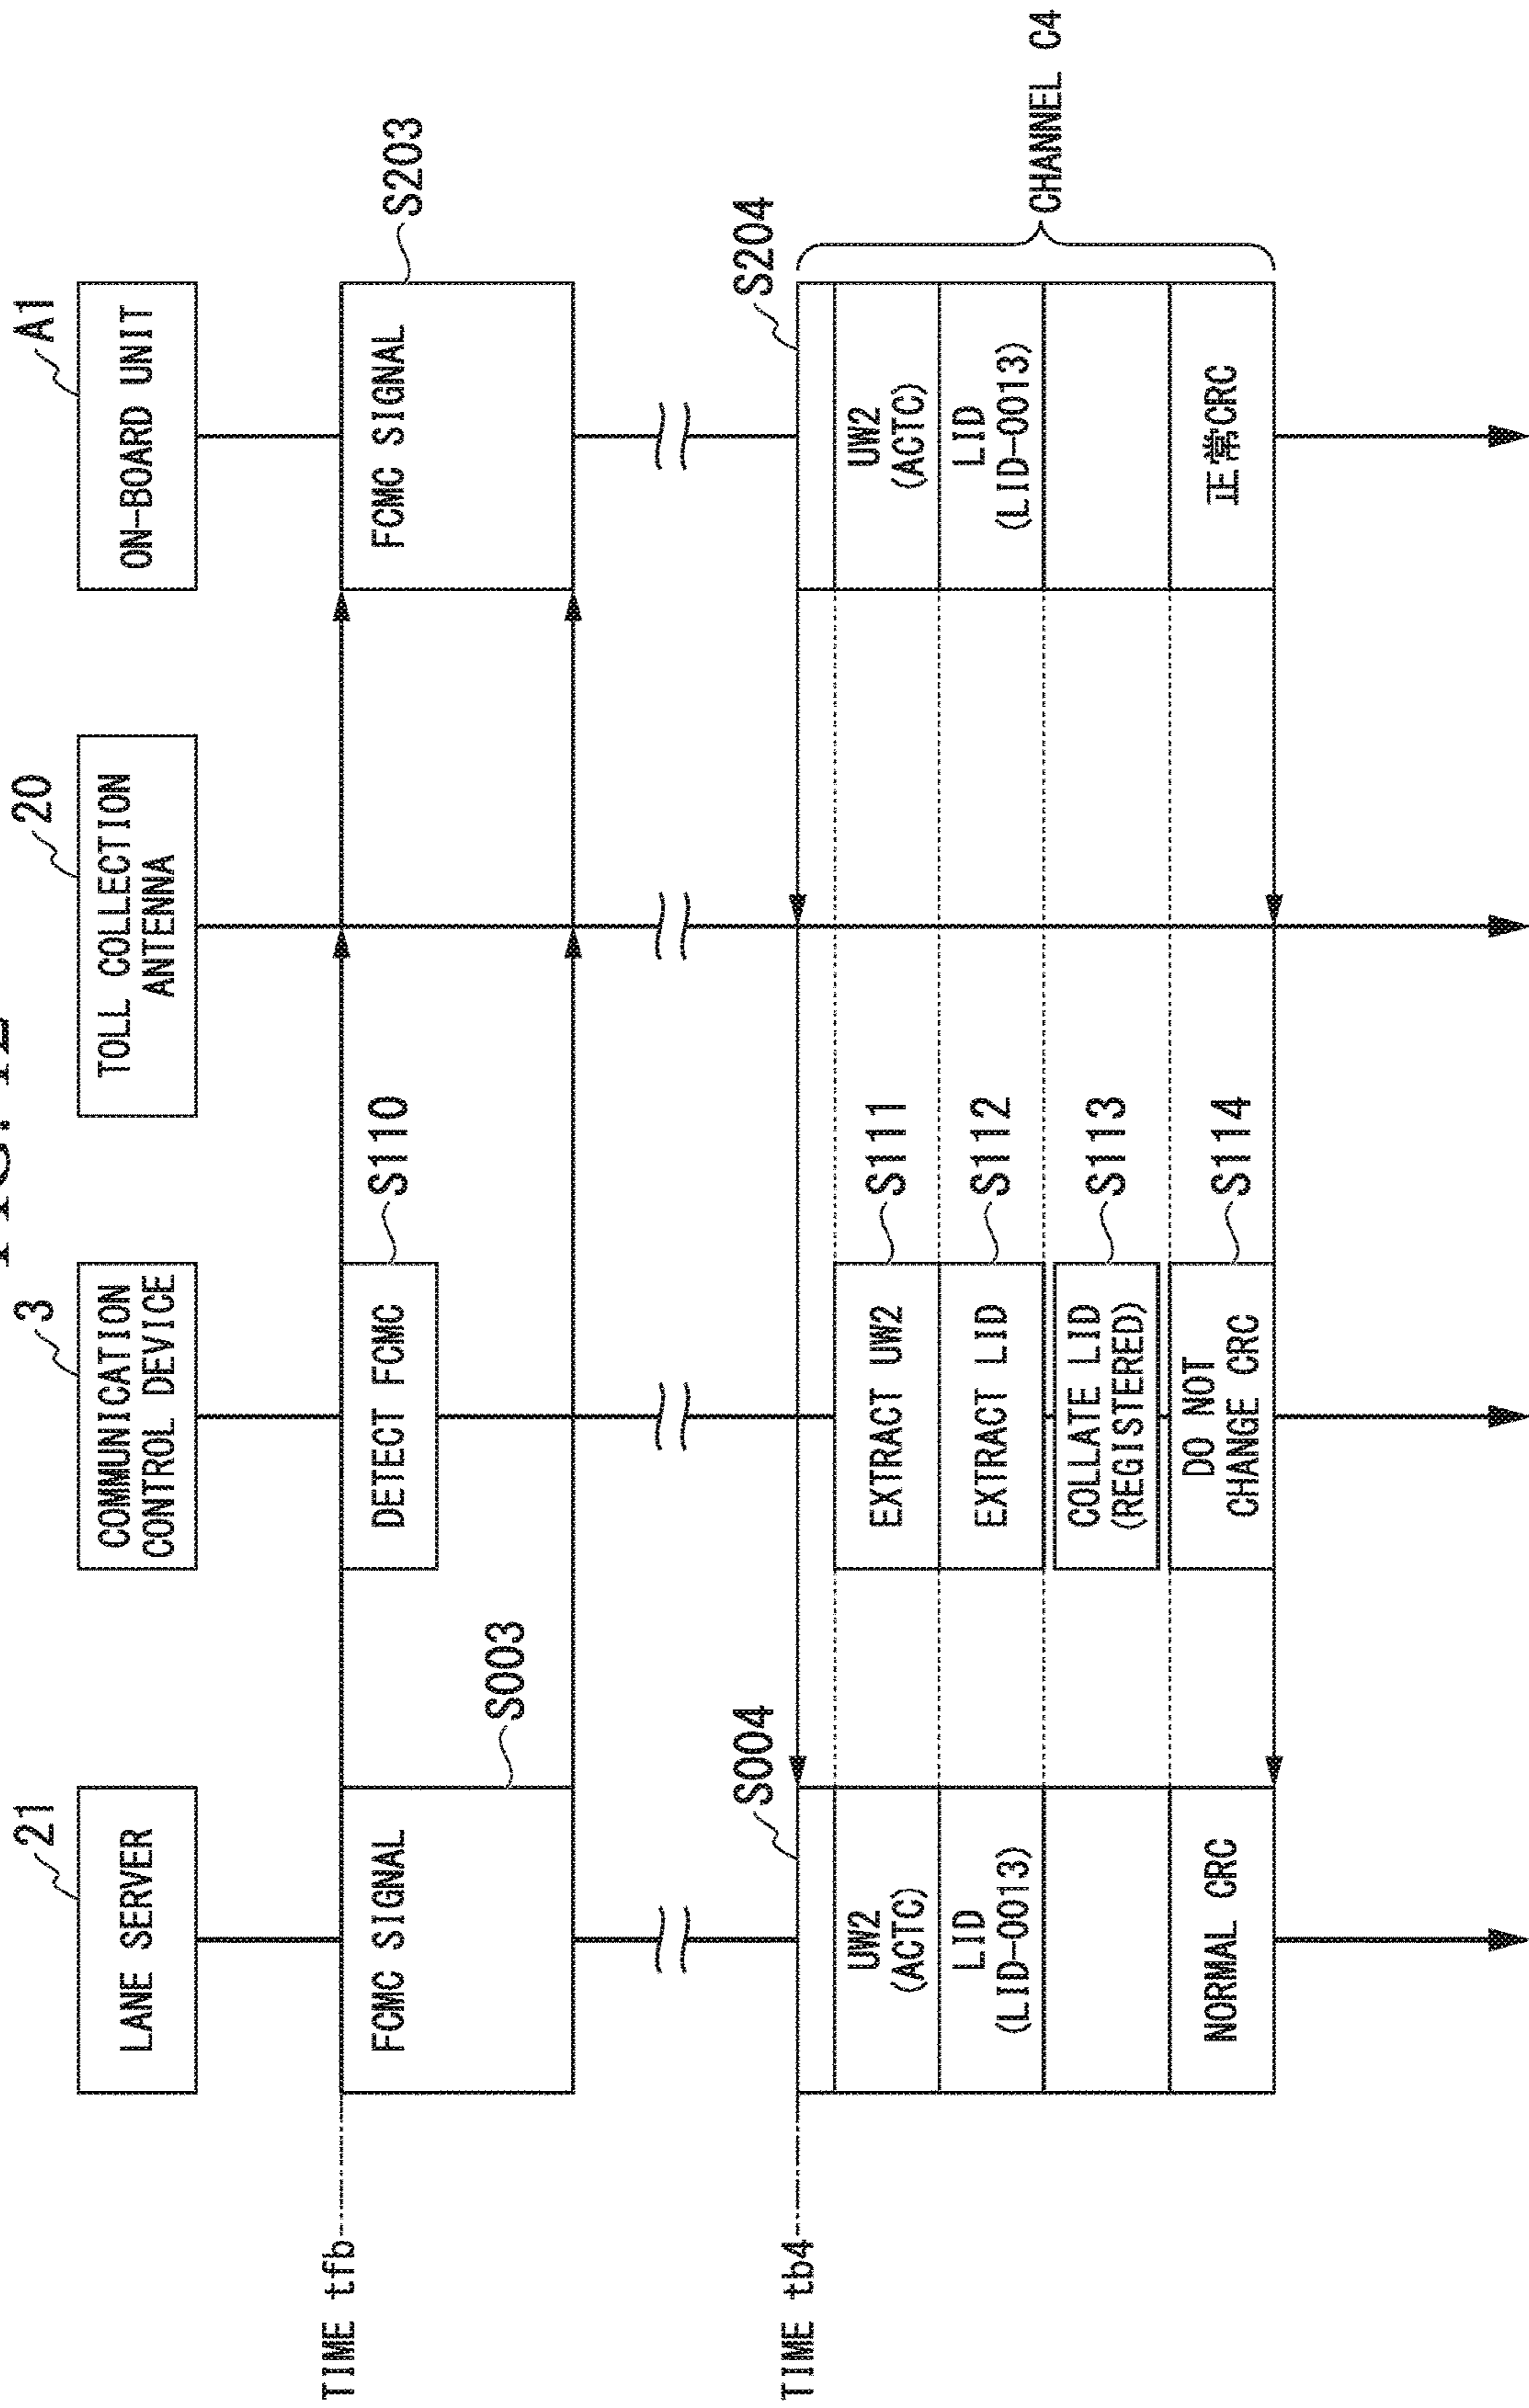 FIG. 12
21
3
20
A1
LANE SERVER
COMMUNICATION
CONTROL DEVICE
TOLL COLLECTION
ANTENNA
ON-BOARD UNIT
TIME tfb
FCMC SIGNAL
S003
DETECT FCMC
S110
FCMC SIGNAL
S203
TIME tb4
S004
S204
UW2
(ACTC)
EXTRACT UW2
S111
UW2
(ACTC)
LID
(LID-0013)
EXTRACT LID
S112
LID
(LID-0013)
COLLATE LID
(REGISTERED)
S113
CHANNEL C4
NORMAL CRC
DO NOT
CHANGE CRC
S114
正常CRC